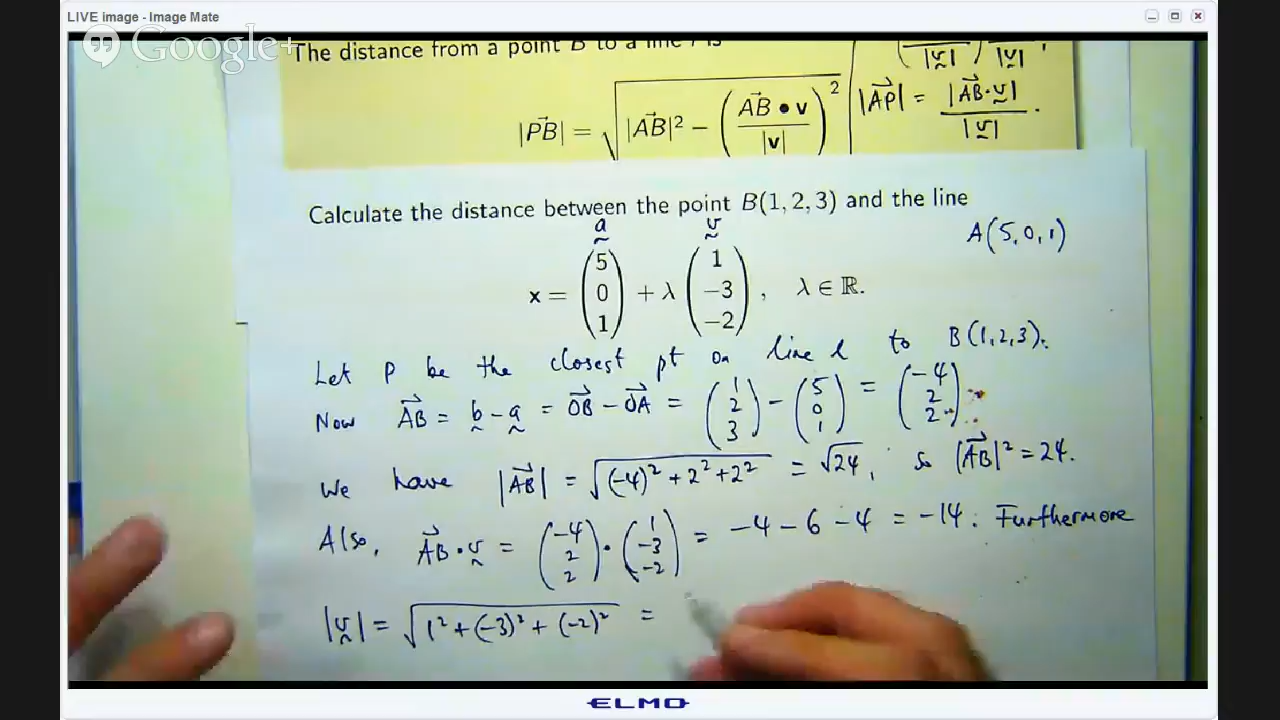 LIVE image - Image Mate
Google+
The distance from a point B to a line l is
|PB⃗| = √(|AB⃗|² − (AB⃗ • v / |v|)²)
|v| |v|
|AP⃗| = |AB⃗·v| / |v| .
Calculate the distance between the point B(1, 2, 3) and the line
a v
A(5,0,1)
x = (5 0 1) + λ (1 −3 −2), λ ∈ ℝ.
Let P be the closest pt on line l to B(1,2,3).
Now AB⃗ = b − a = OB⃗ − OA⃗ = (1 2 3) − (5 0 1) = (−4 2 2).
We have |AB⃗| = √((−4)² + 2² + 2²) = √24, so |AB⃗|² = 24.
Also, AB⃗·v = (−4 2 2)·(1 −3 −2) = −4 − 6 − 4 = −14. Furthermore
|v| = √(1² + (−3)² + (−2)²) =
ELMO